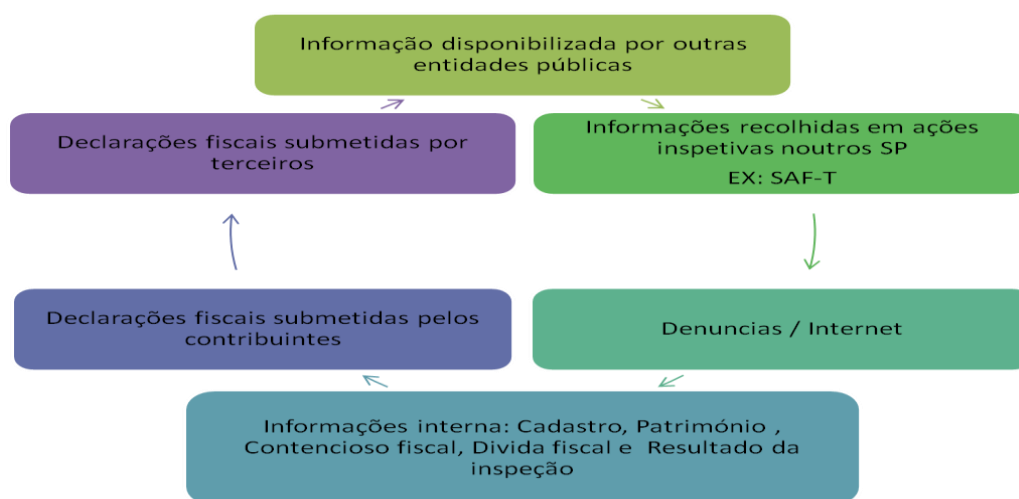 Informação disponibilizada por outras
entidades públicas
Declarações fiscais submetidas por
terceiros
Informações recolhidas em ações
inspetivas noutros SP
EX: SAF-T
Declarações fiscais submetidas pelos
contribuintes
Denuncias / Internet
Informações interna: Cadastro, Património ,
Contencioso fiscal, Divida fiscal e Resultado da
inspeção